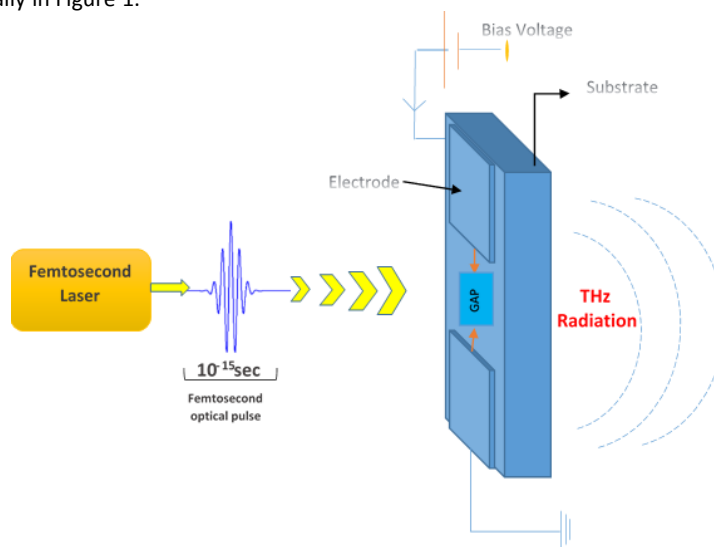 ally in Figure 1.
Bias Voltage
Substrate
Electrode
Femtosecond
Laser
GAP
THz
Radiation
10⁻¹⁵sec
Femtosecond
optical pulse